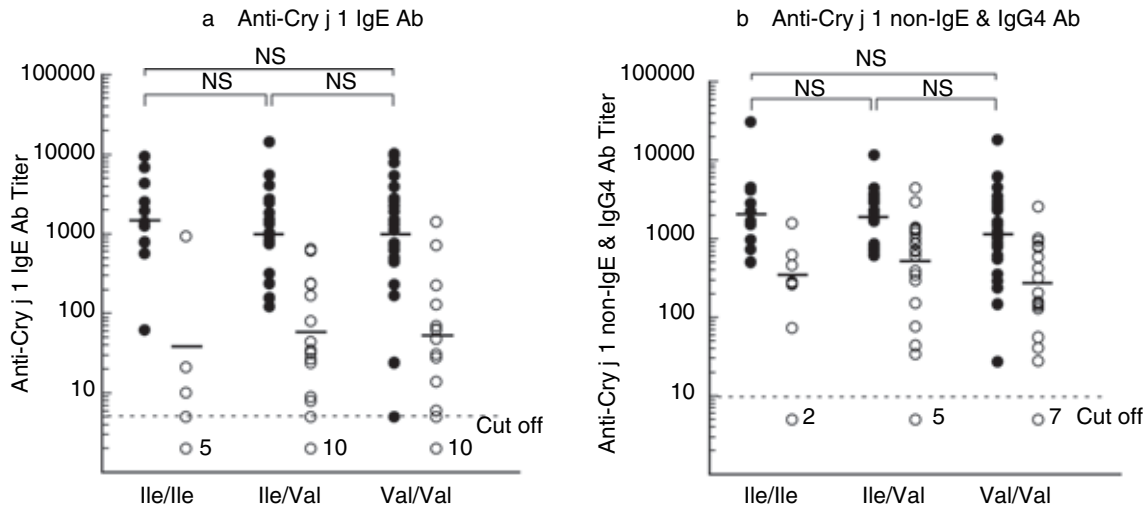 a Anti-Cry j 1 IgE Ab
NS
NS NS
100000
10000
1000
100
10
Anti-Cry j 1 IgE Ab Titer
Cut off
5 10 10
Ile/Ile Ile/Val Val/Val
b Anti-Cry j 1 non-IgE & IgG4 Ab
NS
NS NS
100000
10000
1000
100
10
Anti-Cry j 1 non-IgE & IgG4 Ab Titer
Cut off
2 5 7
Ile/Ile Ile/Val Val/Val